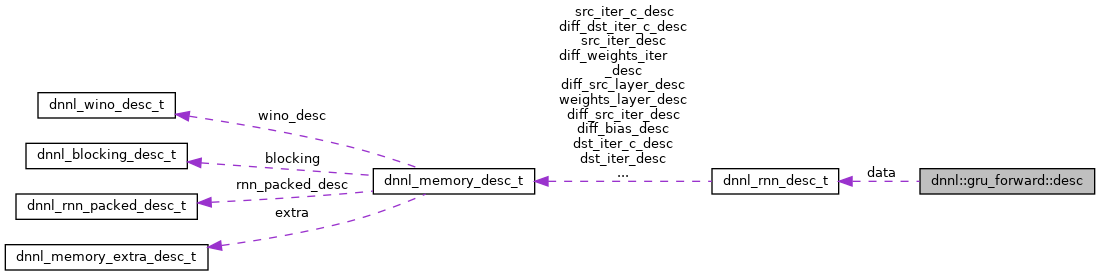 src_iter_c_desc
diff_dst_iter_c_desc
src_iter_desc
diff_weights_iter
_desc
diff_src_layer_desc
weights_layer_desc
diff_src_iter_desc
diff_bias_desc
dst_iter_c_desc
dst_iter_desc
...
dnnl_wino_desc_t
wino_desc
dnnl_blocking_desc_t
blocking
dnnl_rnn_packed_desc_t
rnn_packed_desc
dnnl_memory_extra_desc_t
extra
dnnl_memory_desc_t
dnnl_rnn_desc_t
data
dnnl::gru_forward::desc